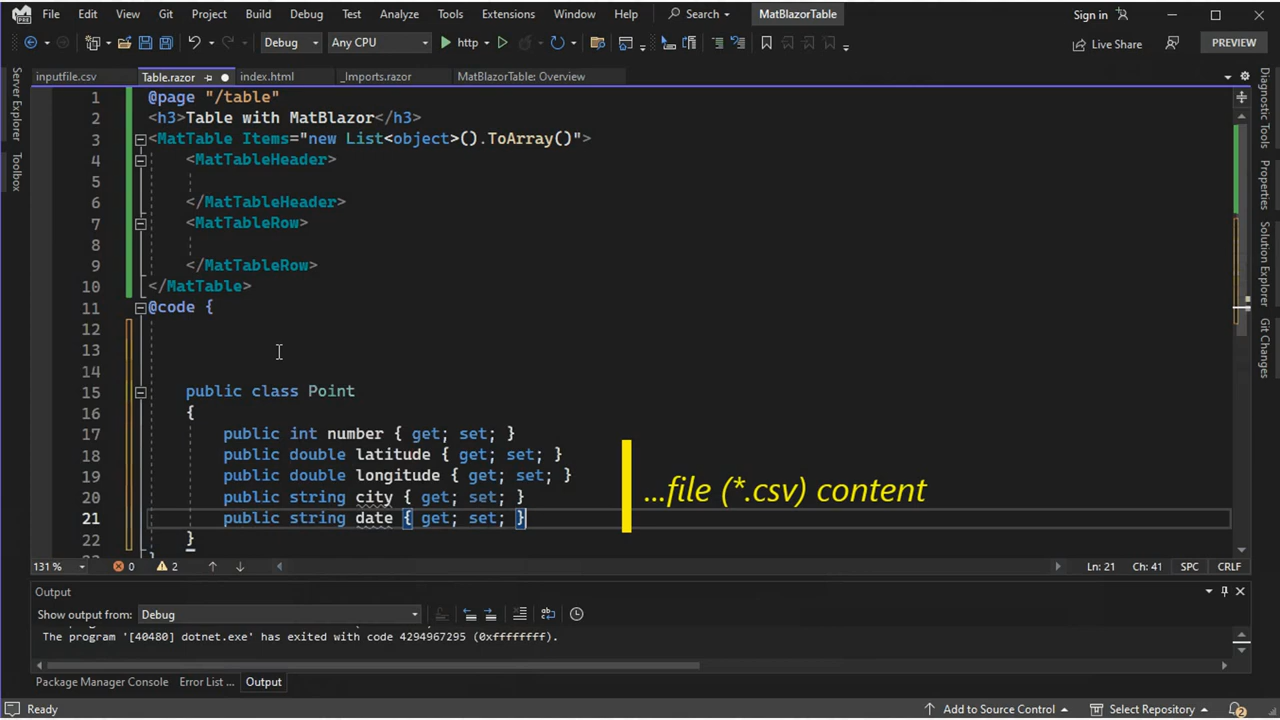 File Edit View Git Project Build Debug Test Analyze Tools Extensions Window Help Search MatBlazorTable Sign in
PRE
Debug Any CPU http Live Share PREVIEW
inputfile.csv Table.razor index.html _Imports.razor MatBlazorTable: Overview
Server Explorer
Toolbox
Diagnostic Tools
Properties
Solution Explorer
Git Changes
1 @page "/table"
2 <h3>Table with MatBlazor</h3>
3 <MatTable Items="new List<object>().ToArray()">
4 <MatTableHeader>
5
6 </MatTableHeader>
7 <MatTableRow>
8
9 </MatTableRow>
10 </MatTable>
11 @code {
12
13
14
15 public class Point
16 {
17 public int number { get; set; }
18 public double latitude { get; set; }
19 public double longitude { get; set; }
20 public string city { get; set; }
21 public string date { get; set; }
22 }
...file (*.csv) content
131 % 0 2 Ln: 21 Ch: 41 SPC CRLF
Output
Show output from: Debug
The program '[40480] dotnet.exe' has exited with code 4294967295 (0xffffffff).
Package Manager Console Error List ... Output
Ready Add to Source Control Select Repository 2